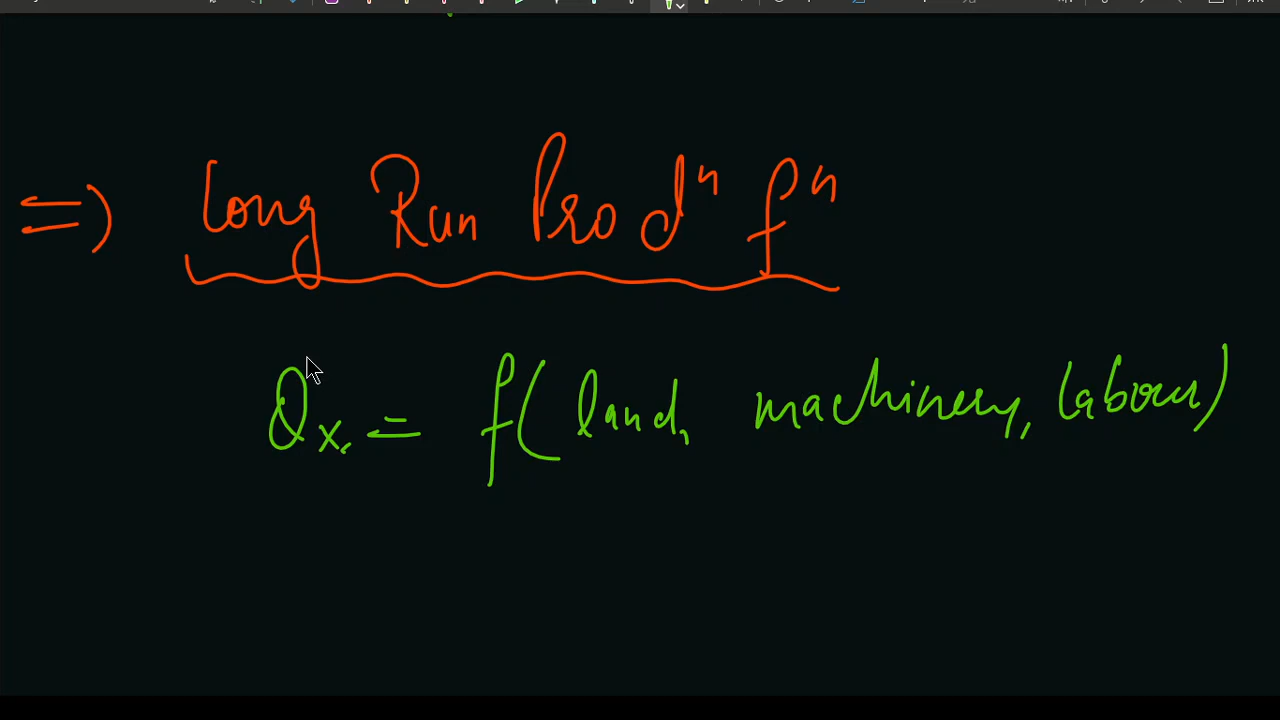 ⇒ Long Run Prodⁿ fⁿ
Qx = f(land, machinery, labour)